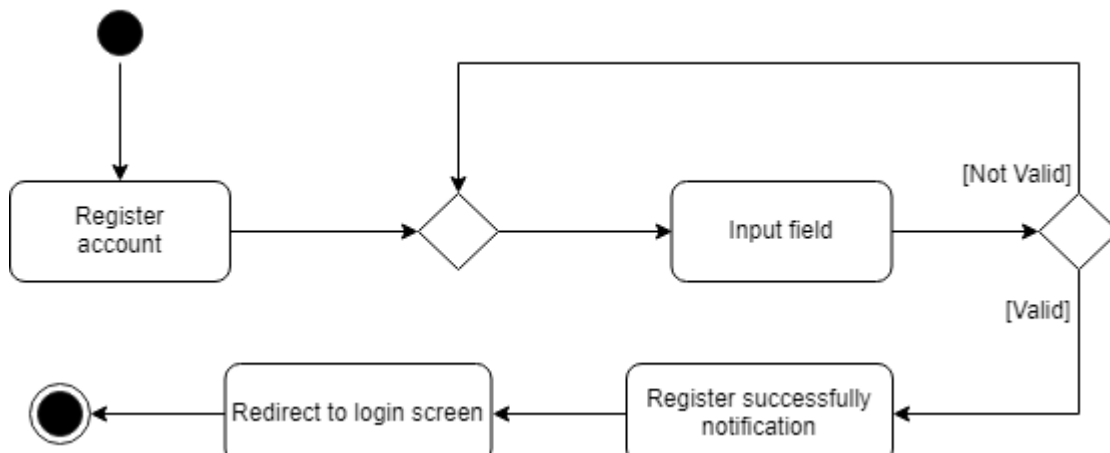 [Not Valid]
Register
account
Input field
[Valid]
Redirect to login screen
Register successfully
notification